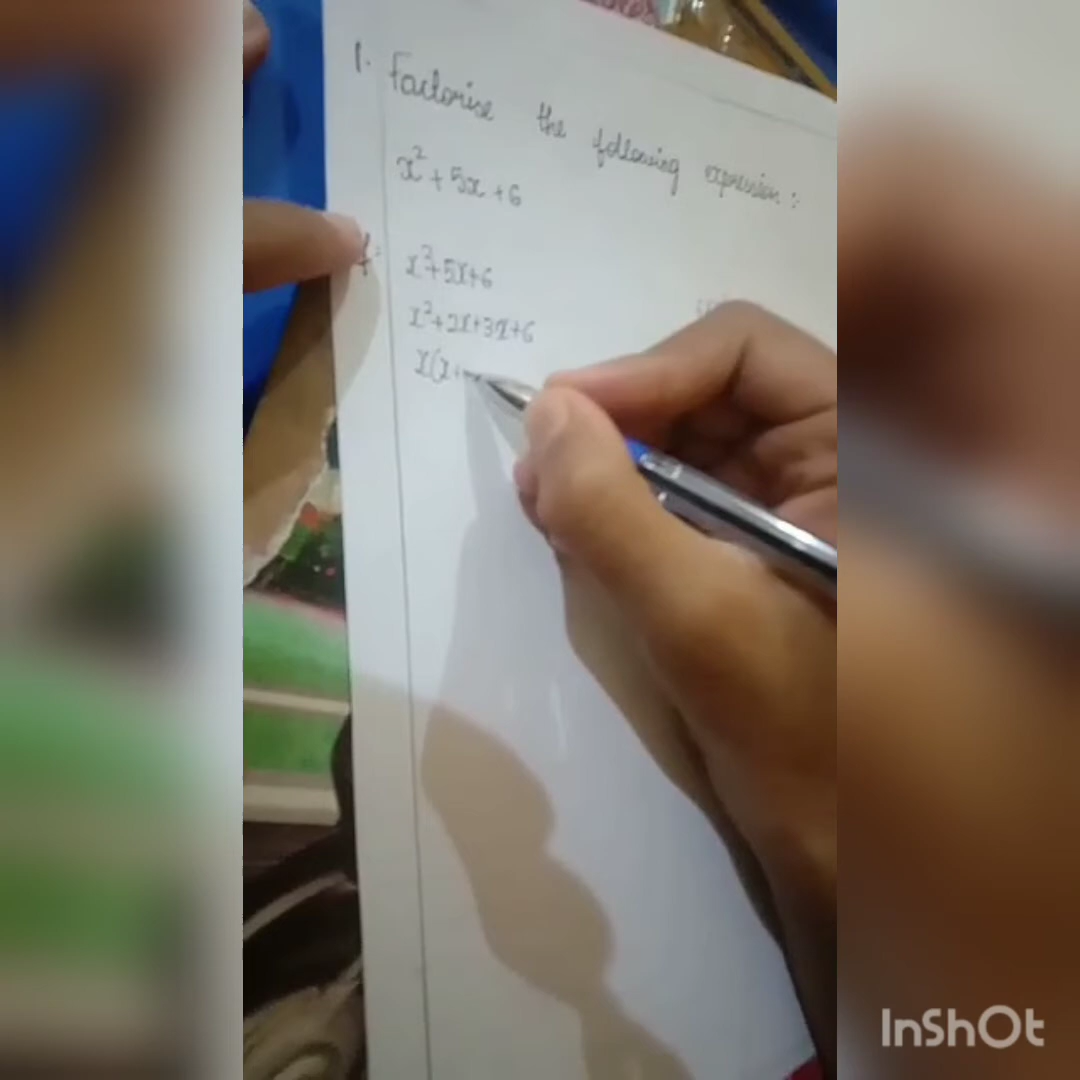 1. Factorise the following expression :
x² + 5x + 6
x²+5x+6
x²+2x+3x+6
x(x+
InShOt